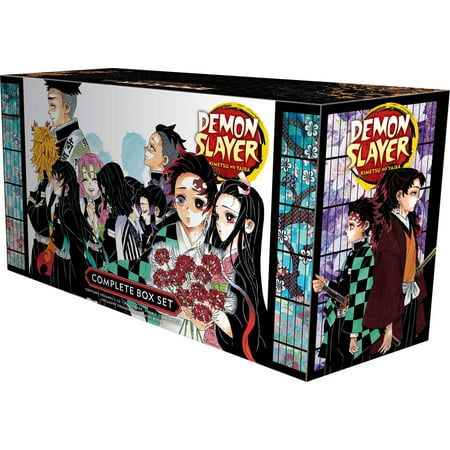 DEMON
SLAYER
KIMETSU NO YAIBA
COMPLETE BOX SET
DEMON
SLAYER
KIMETSU NO YAIBA